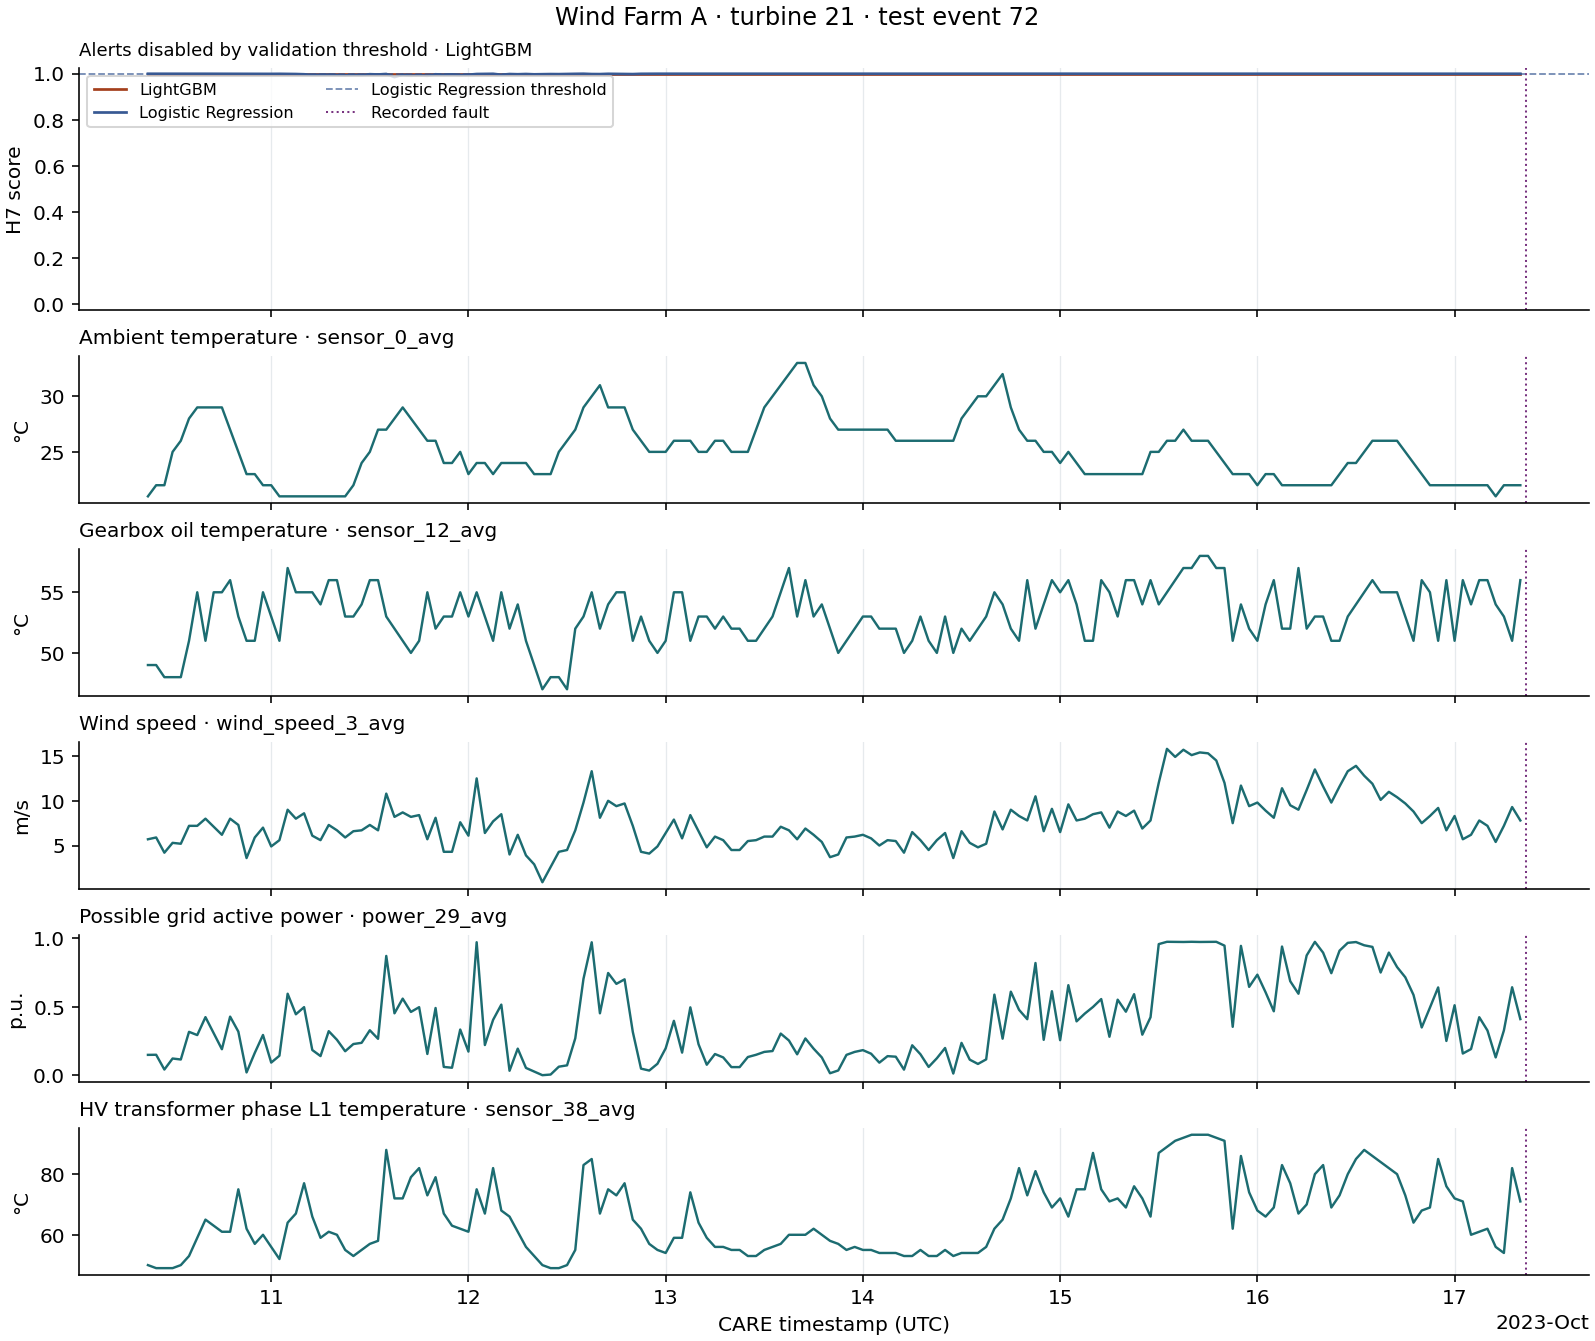 Wind Farm A · turbine 21 · test event 72
Alerts disabled by validation threshold · LightGBM
1.0
0.8
0.6
0.4
0.2
0.0
H7 score
LightGBM
Logistic Regression
Logistic Regression threshold
Recorded fault
Ambient temperature · sensor_0_avg
30
25
°C
Gearbox oil temperature · sensor_12_avg
55
50
°C
Wind speed · wind_speed_3_avg
15
10
5
m/s
Possible grid active power · power_29_avg
1.0
0.5
0.0
p.u.
HV transformer phase L1 temperature · sensor_38_avg
80
60
°C
11 12 13 14 15 16 17
CARE timestamp (UTC)
2023-Oct